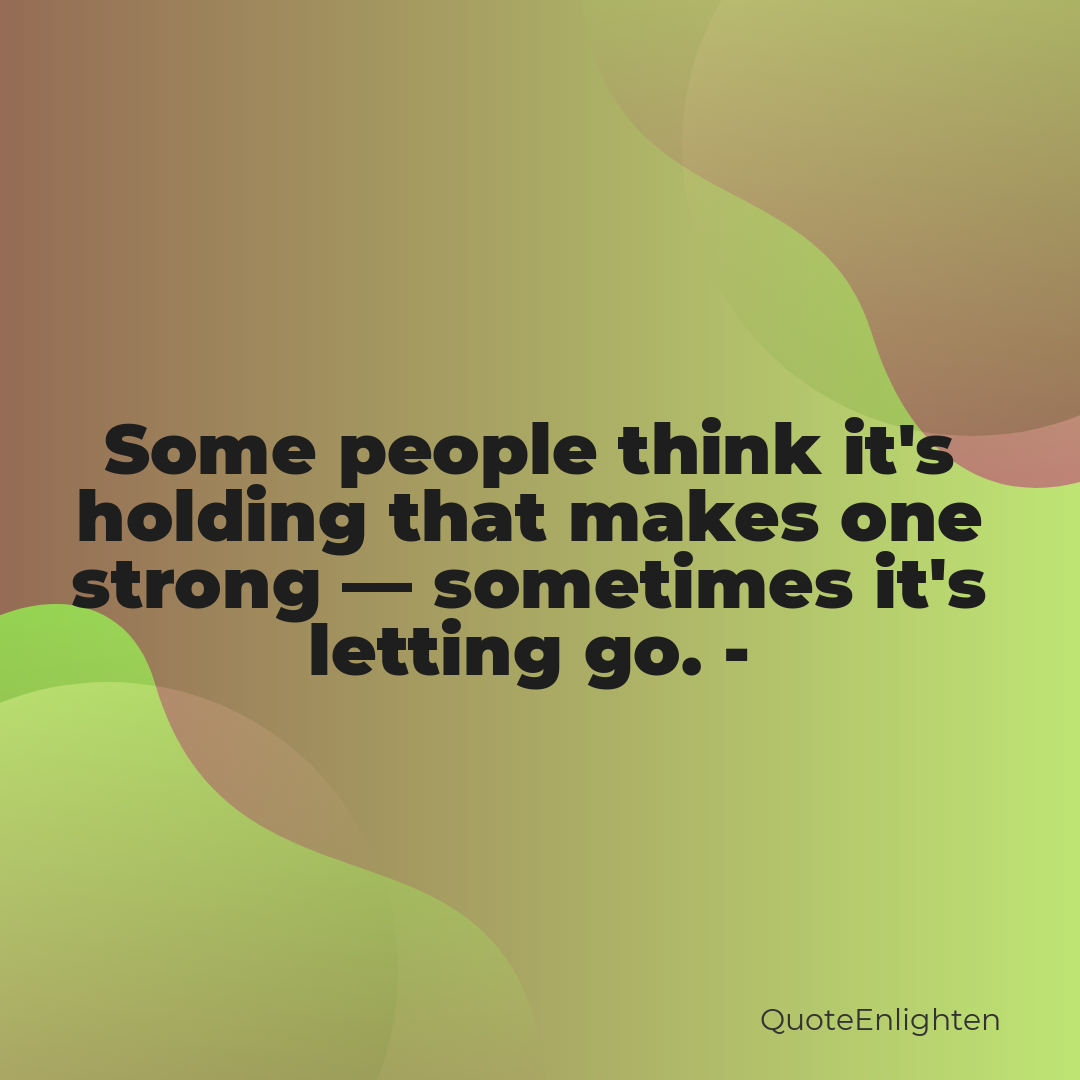 Some people think it's
holding that makes one
strong — sometimes it's
letting go. -
QuoteEnlighten